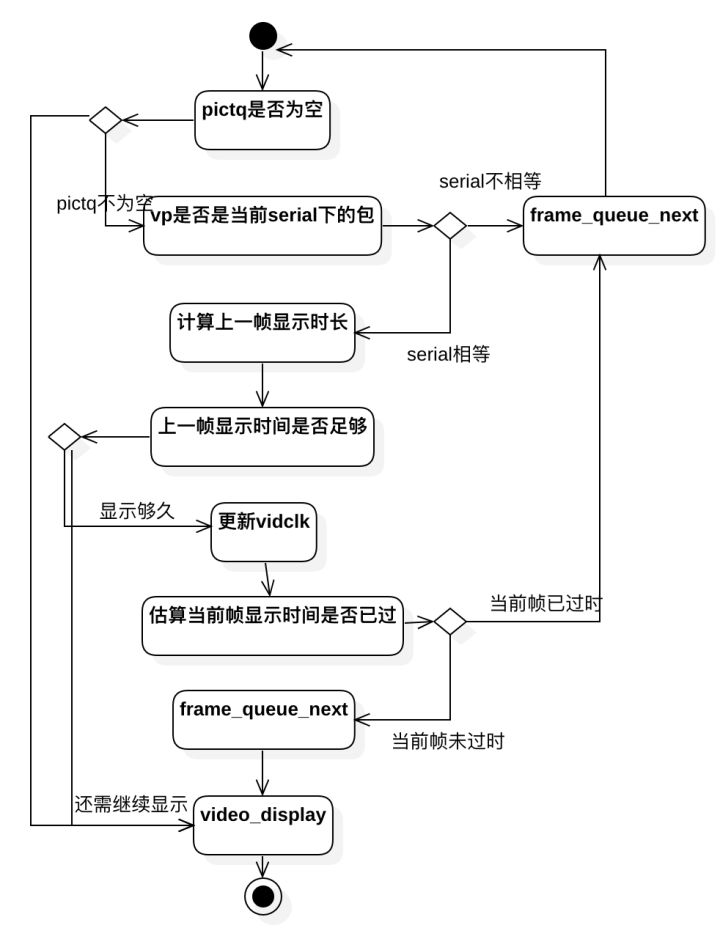 pictq是否为空
serial不相等
pictq不为空
vp是否是当前serial下的包
frame_queue_next
计算上一帧显示时长
serial相等
上一帧显示时间是否足够
显示够久
更新vidclk
当前帧已过时
估算当前帧显示时间是否已过
frame_queue_next
当前帧未过时
还需继续显示
video_display